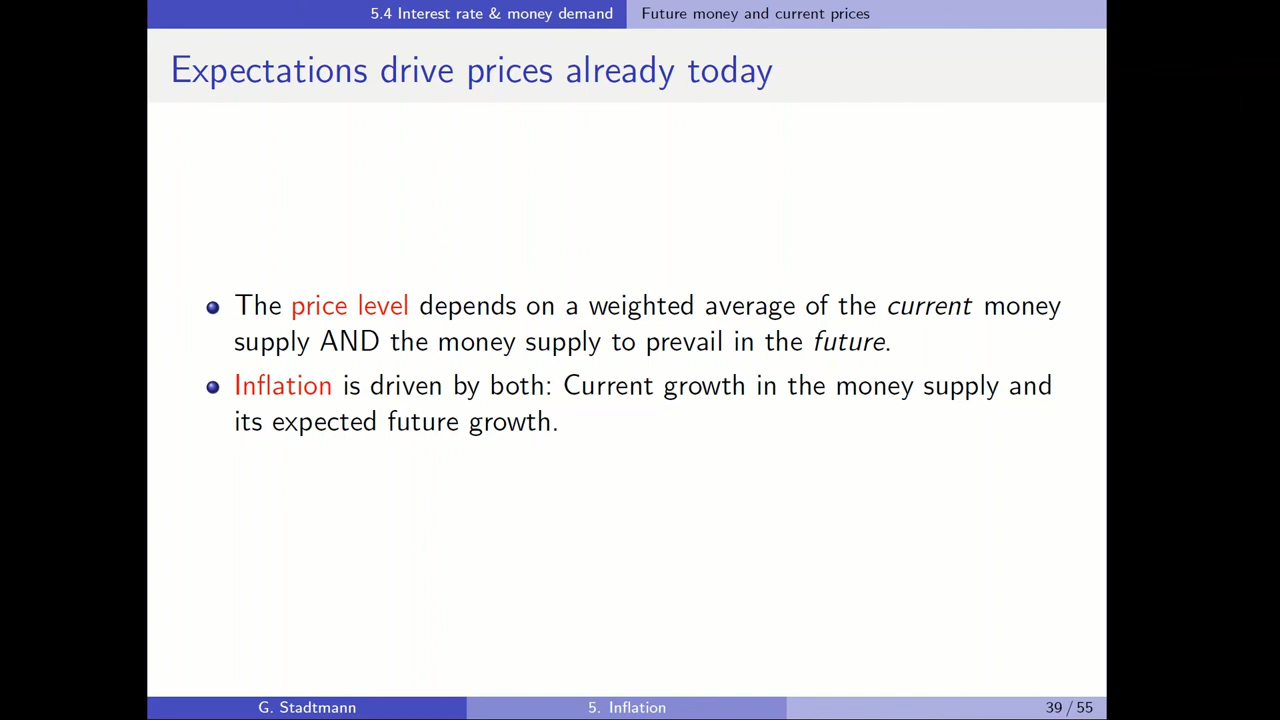 5.4 Interest rate & money demand Future money and current prices
Expectations drive prices already today
The price level depends on a weighted average of the current money
supply AND the money supply to prevail in the future.
Inflation is driven by both: Current growth in the money supply and
its expected future growth.
G. Stadtmann 5. Inflation 39 / 55